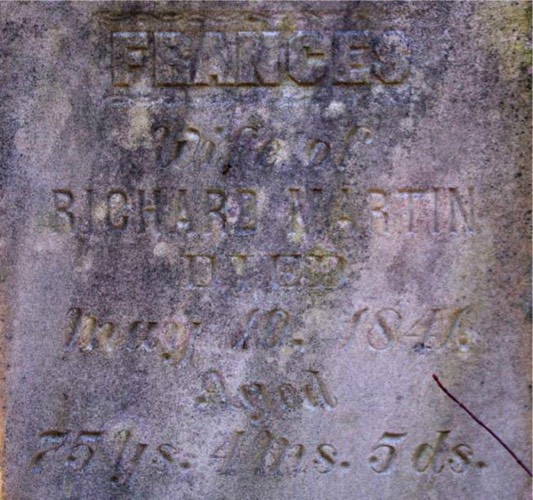 FRANCES
Wife of
RICHARD MARTIN
DIED
May 10. 1841.
Aged
75 ys. 4 ms. 5 ds.